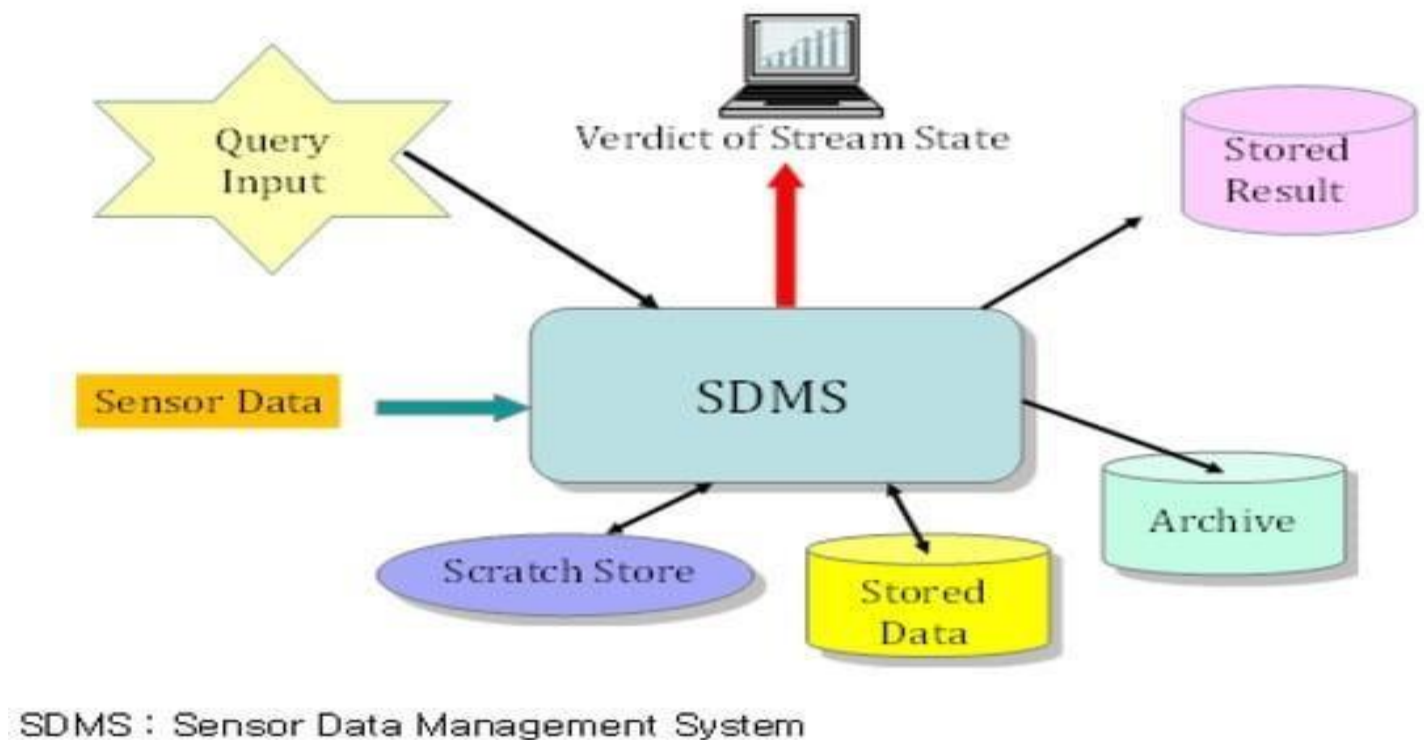 Query
Input
Verdict of Stream State
Stored
Result
Sensor Data
SDMS
Archive
Scratch Store
Stored
Data
SDMS : Sensor Data Management System